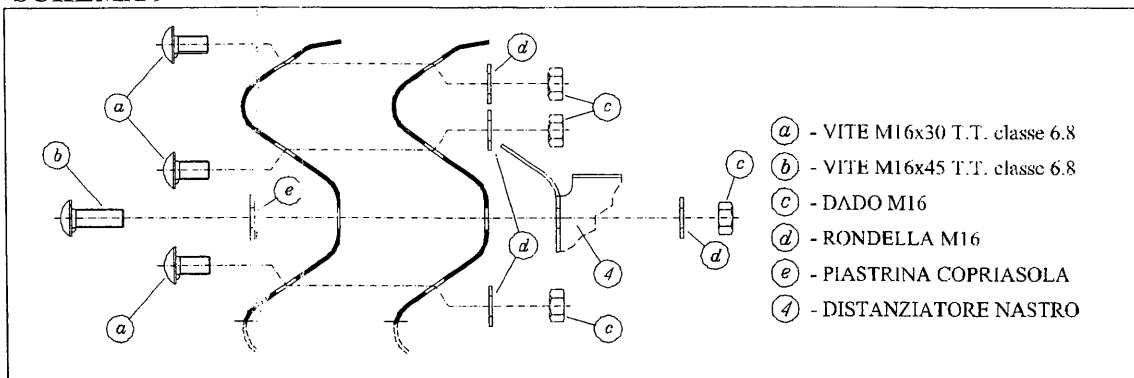 d
a
c
b
e
c
d
d
4
a
c
a - VITE M16x30 T.T. classe 6.8
b - VITE M16x45 T.T. classe 6.8
c - DADO M16
d - RONDELLA M16
e - PIASTRINA COPRIASOLA
4 - DISTANZIATORE NASTRO